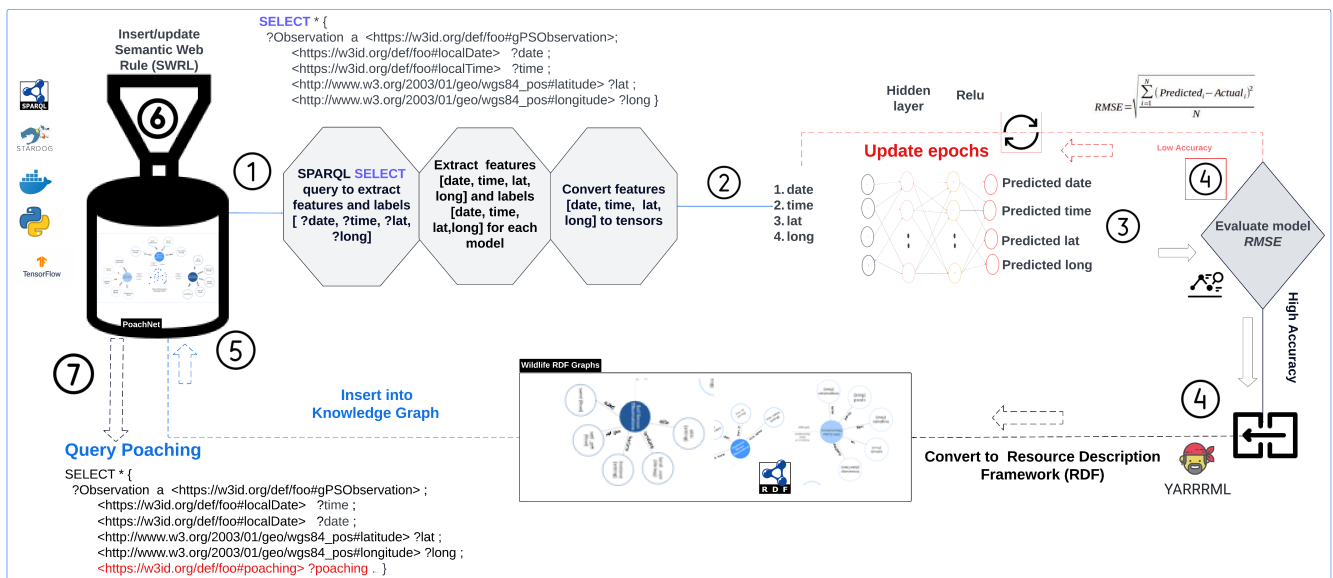 Insert/update
Semantic Web
Rule (SWRL)
SELECT * {
?Observation a <https://w3id.org/def/foo#gPSObservation>;
<https://w3id.org/def/foo#localDate> ?date ;
<https://w3id.org/def/foo#localTime> ?time ;
<http://www.w3.org/2003/01/geo/wgs84_pos#latitude> ?lat ;
<http://www.w3.org/2003/01/geo/wgs84_pos#longitude> ?long }
SPARQL
STARDOG
TensorFlow
6
PoachNet
1
SPARQL SELECT
query to extract
features and labels
[ ?date, ?time, ?lat,
?long]
Extract features
[date, time, lat,
long] and labels
[date, time,
lat,long] for each
model
Convert features
[date, time, lat,
long] to tensors
2
1. date
2. time
3. lat
4. long
Hidden
layer
Relu
Update epochs
Predicted date
Predicted time
Predicted lat
Predicted long
3
RMSE = √ ∑ i=1 N (Predicted i − Actual i)² / N
Low Accuracy
4
Evaluate model
RMSE
High Accuracy
4
YARRRML
Convert to Resource Description
Framework (RDF)
Wildlife RDF Graphs
RDF
Insert into
Knowledge Graph
5
7
Query Poaching
SELECT * {
?Observation a <https://w3id.org/def/foo#gPSObservation> ;
<https://w3id.org/def/foo#localDate> ?time ;
<https://w3id.org/def/foo#localDate> ?date ;
<http://www.w3.org/2003/01/geo/wgs84_pos#latitude> ?lat ;
<http://www.w3.org/2003/01/geo/wgs84_pos#longitude> ?long ;
<https://w3id.org/def/foo#poaching> ?poaching . }